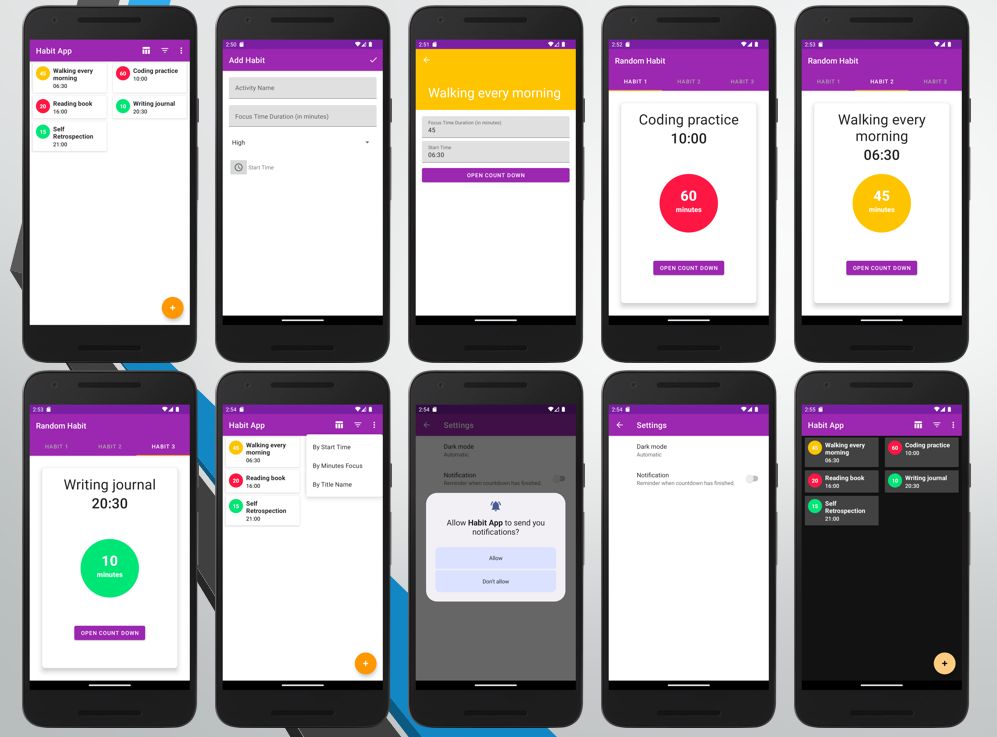 Habit App
45
Walking every
morning
06:30
60
Coding practice
10:00
20
Reading book
16:00
10
Writing journal
20:30
15
Self
Retrospection
21:00
+
2:50
Add Habit
Activity Name
Focus Time Duration (in minutes)
High
Start Time
2:51
Walking every morning
Focus Time Duration (in minutes)
45
Start Time
06:30
OPEN COUNT DOWN
2:52
Random Habit
HABIT 1
HABIT 2
HABIT 3
Coding practice
10:00
60
minutes
OPEN COUNT DOWN
2:53
Random Habit
HABIT 1
HABIT 2
HABIT 3
Walking every
morning
06:30
45
minutes
OPEN COUNT DOWN
2:53
Random Habit
HABIT 1
HABIT 2
HABIT 3
Writing journal
20:30
10
minutes
OPEN COUNT DOWN
2:54
Habit App
45
Walking every
morning
06:30
20
Reading book
16:00
15
Self
Retrospection
21:00
By Start Time
By Minutes Focus
By Title Name
+
2:54
Settings
Dark mode
Automatic
Notification
Reminder when countdown has finished.
Allow Habit App to send you
notifications?
Allow
Don't allow
2:54
Settings
Dark mode
Automatic
Notification
Reminder when countdown has finished.
2:55
Habit App
45
Walking every
morning
06:30
60
Coding practice
10:00
20
Reading book
16:00
10
Writing journal
20:30
15
Self
Retrospection
21:00
+